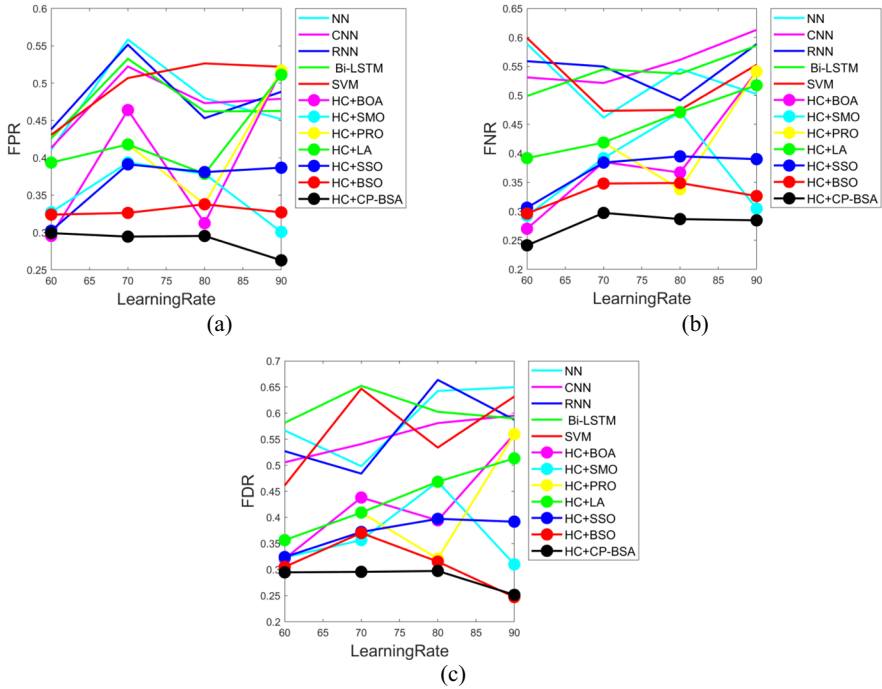 0.6
0.55
0.5
0.45
0.4
0.35
0.3
0.25
FPR
60 65 70 75 80 85 90
LearningRate
NN
CNN
RNN
Bi-LSTM
SVM
HC+BOA
HC+SMO
HC+PRO
HC+LA
HC+SSO
HC+BSO
HC+CP-BSA
(a)
0.65
0.6
0.55
0.5
0.45
0.4
0.35
0.3
0.25
0.2
FNR
60 65 70 75 80 85 90
LearningRate
NN
CNN
RNN
Bi-LSTM
SVM
HC+BOA
HC+SMO
HC+PRO
HC+LA
HC+SSO
HC+BSO
HC+CP-BSA
(b)
0.7
0.65
0.6
0.55
0.5
0.45
0.4
0.35
0.3
0.25
0.2
FDR
60 65 70 75 80 85 90
LearningRate
NN
CNN
RNN
Bi-LSTM
SVM
HC+BOA
HC+SMO
HC+PRO
HC+LA
HC+SSO
HC+BSO
HC+CP-BSA
(c)